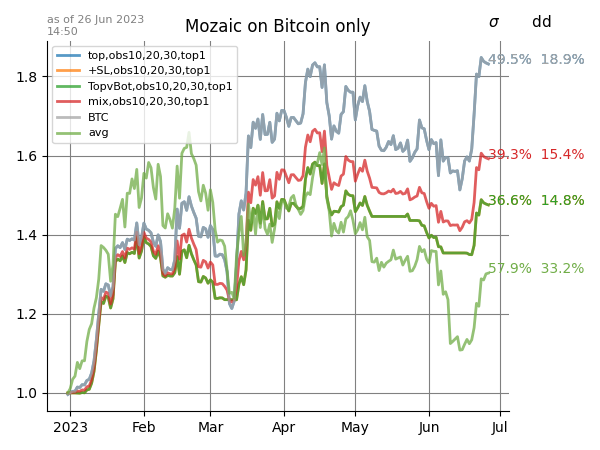 as of 26 Jun 2023
14:50
Mozaic on Bitcoin only
σ dd
top,obs10,20,30,top1
+SL,obs10,20,30,top1
TopvBot,obs10,20,30,top1
mix,obs10,20,30,top1
BTC
avg
49.5% 18.9%
39.3% 15.4%
36.6% 14.8%
57.9% 33.2%
1.8
1.6
1.4
1.2
1.0
2023 Feb Mar Apr May Jun Jul